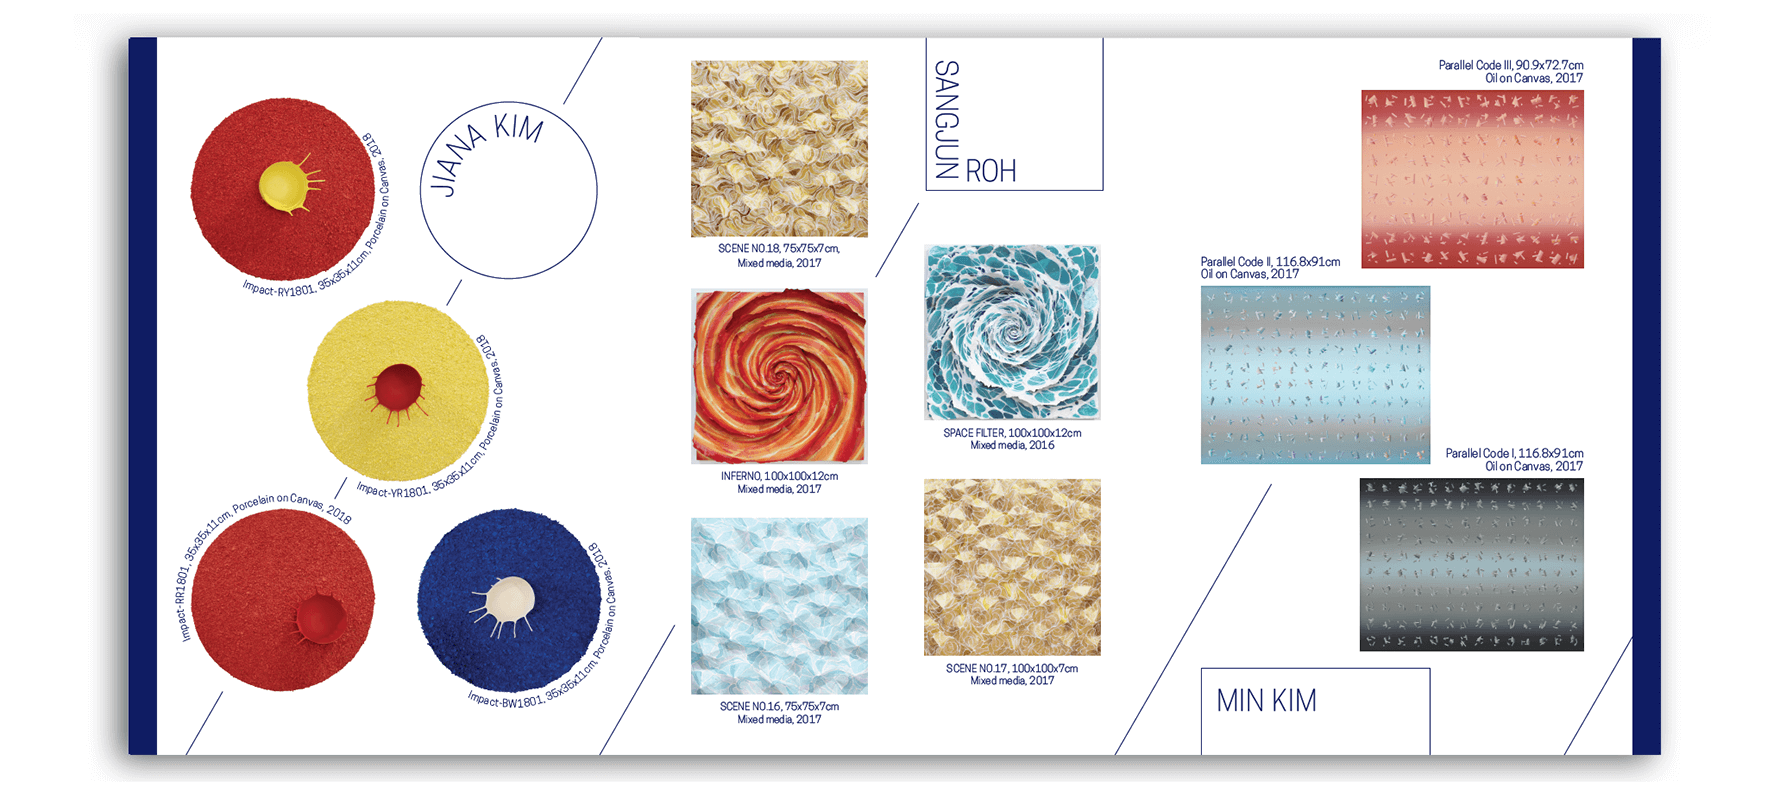 JIANA KIM
Impact-RY1801, 35x35x11cm, Porcelain on Canvas, 2018
Impact-YR1801, 35x35x11cm, Porcelain on Canvas, 2018
Impact-RR1801, 35x35x11cm, Porcelain on Canvas, 2018
Impact-BW1801, 35x35x11cm, Porcelain on Canvas, 2018
SANGJUN
ROH
SCENE NO.18, 75x75x7cm,
Mixed media, 2017
INFERNO, 100x100x12cm
Mixed media, 2017
SCENE NO.16, 75x75x7cm
Mixed media, 2017
SPACE FILTER, 100x100x12cm
Mixed media, 2016
SCENE NO.17, 100x100x7cm
Mixed media, 2017
Parallel Code III, 90.9x72.7cm
Oil on Canvas, 2017
Parallel Code II, 116.8x91cm
Oil on Canvas, 2017
Parallel Code I, 116.8x91cm
Oil on Canvas, 2017
MIN KIM